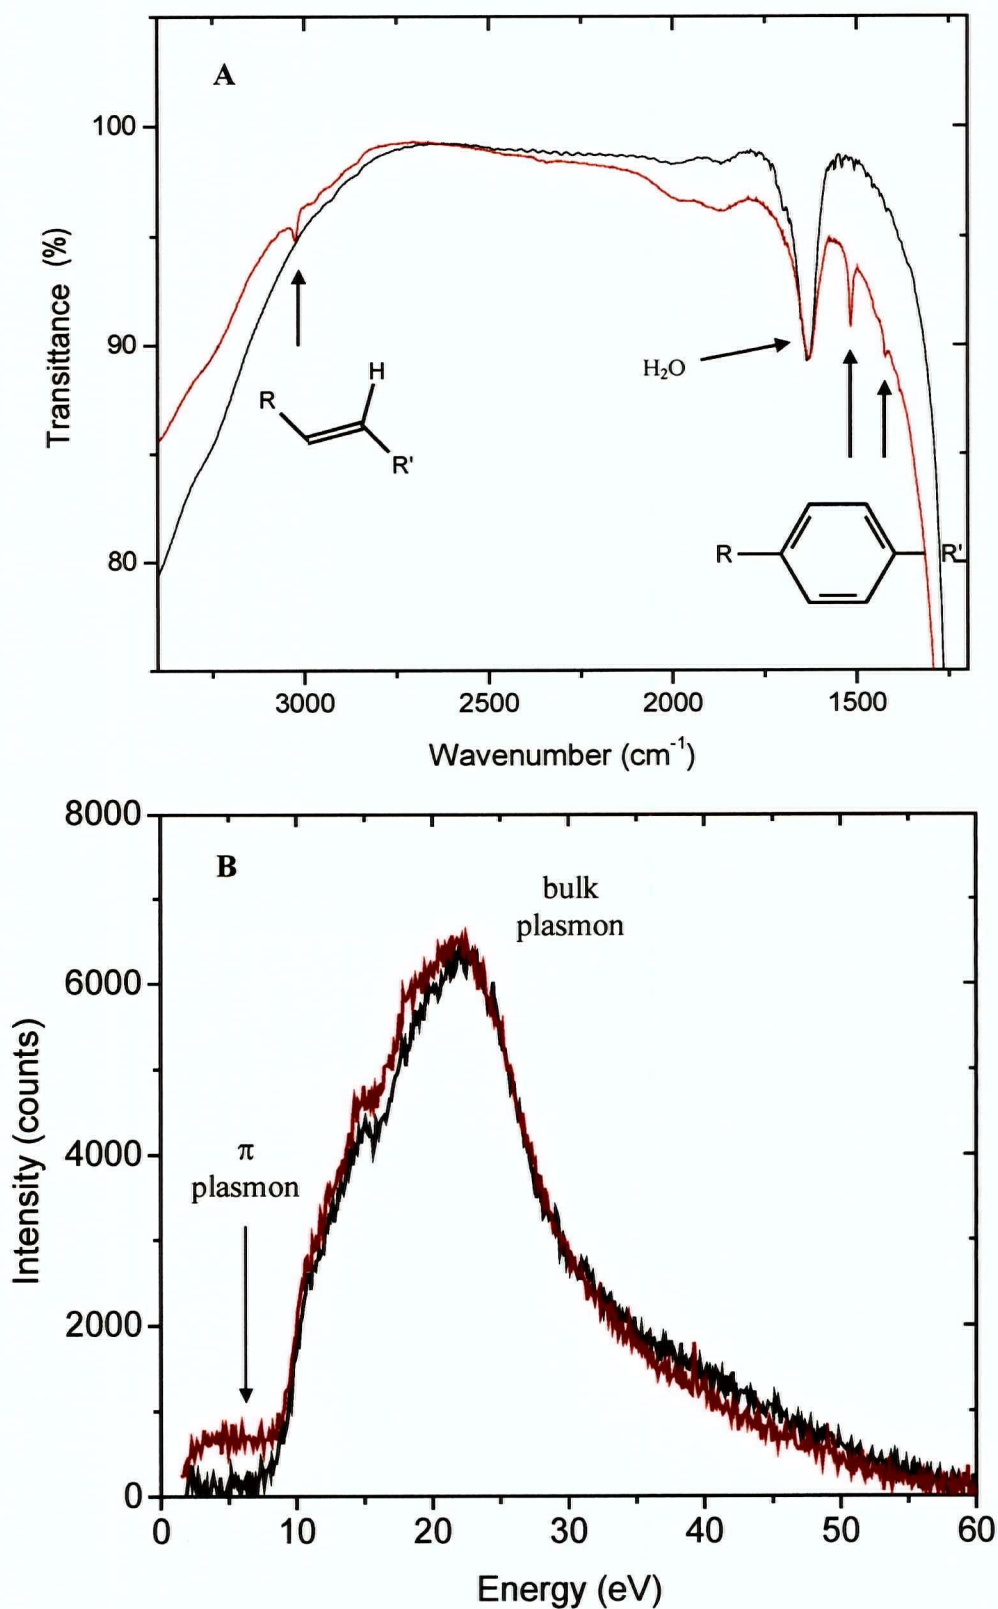 A
100
90
80
Transittance (%)
H
R
R'
H₂O
R
R'
3000
2500
2000
1500
Wavenumber (cm⁻¹)
B
8000
6000
4000
2000
0
Intensity (counts)
bulk
plasmon
π
plasmon
0
10
20
30
40
50
60
Energy (eV)